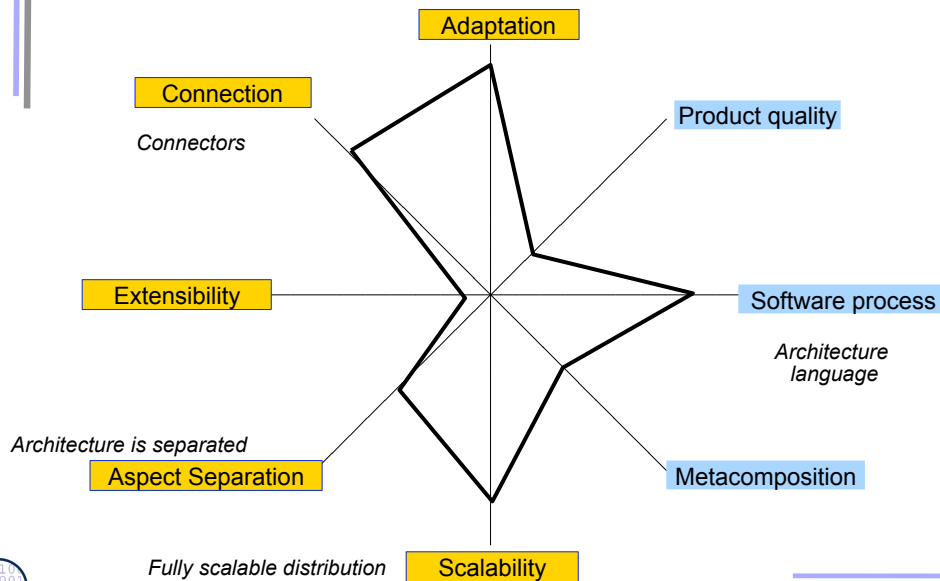 Adaptation
Connection
Connectors
Product quality
Extensibility
Software process
Architecture
language
Architecture is separated
Aspect Separation
Metacomposition
Fully scalable distribution
Scalability